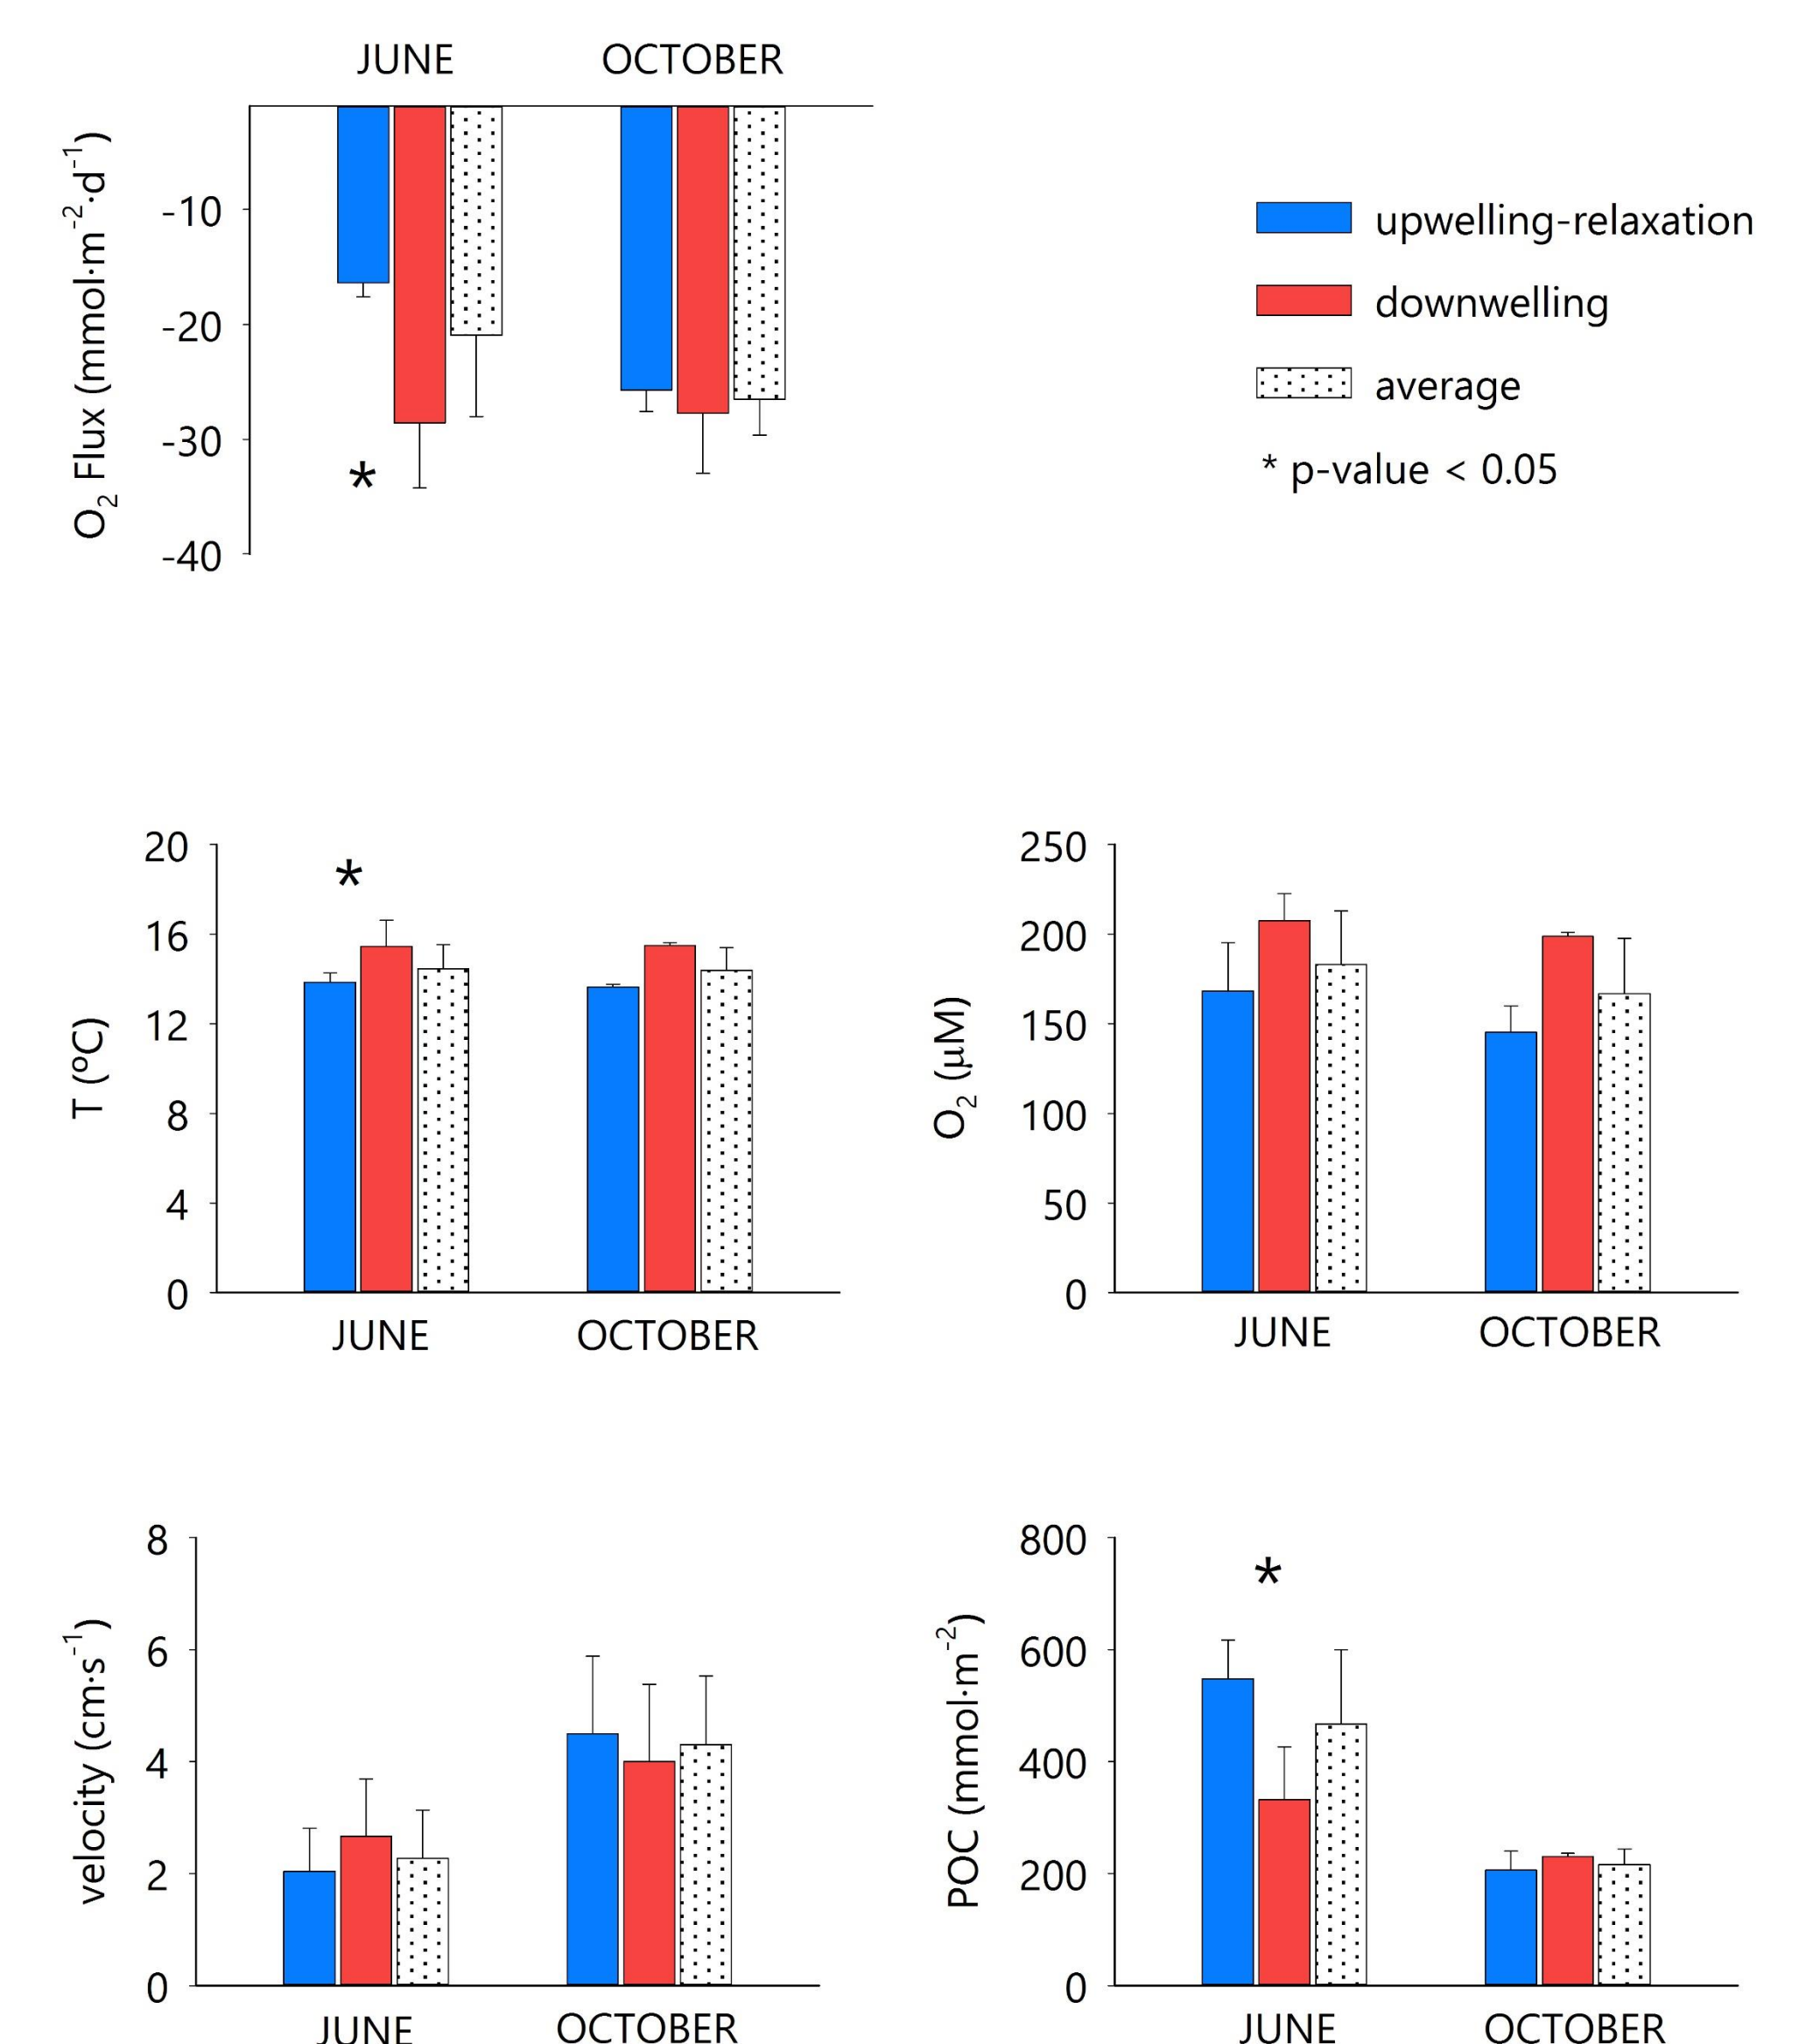 JUNE OCTOBER
O2 Flux (mmol·m-2·d-1)
-10
-20
-30
-40
*
upwelling-relaxation
downwelling
average
* p-value < 0.05
T (ºC)
20
16
12
8
4
0
*
JUNE OCTOBER
O2 (µM)
250
200
150
100
50
0
JUNE OCTOBER
velocity (cm·s-1)
8
6
4
2
0
JUNE OCTOBER
POC (mmol·m-2)
800
600
400
200
0
*
JUNE OCTOBER